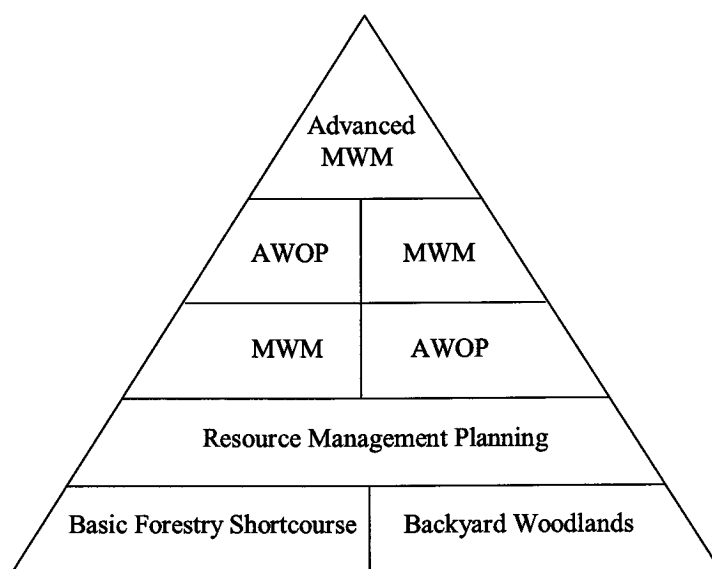 Advanced
MWM
AWOP MWM
MWM AWOP
Resource Management Planning
Basic Forestry Shortcourse Backyard Woodlands